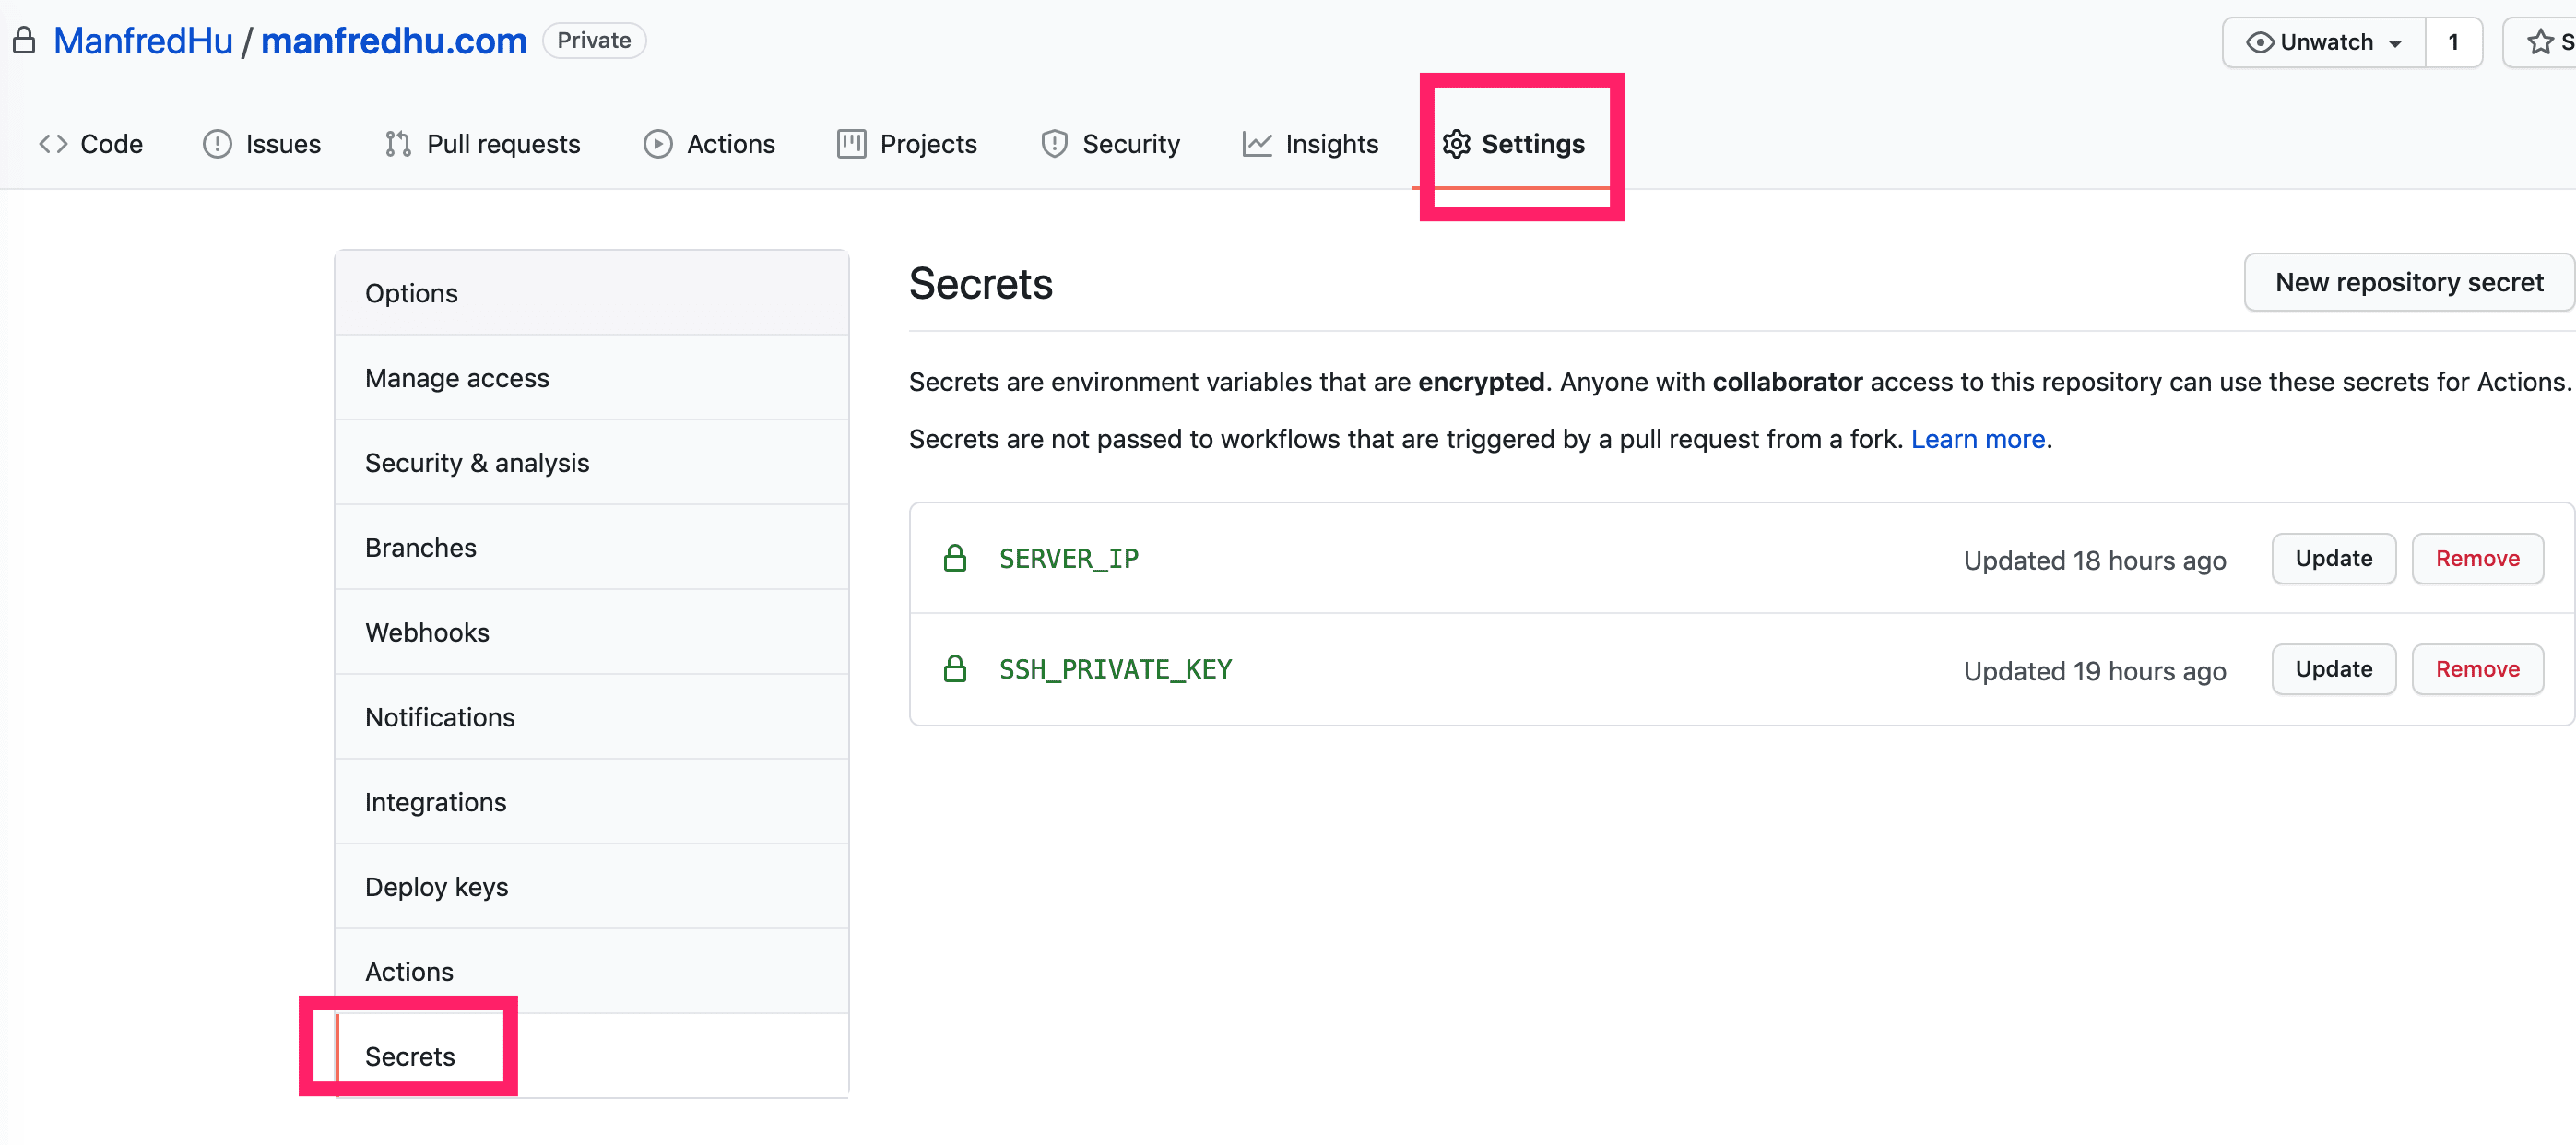 ManfredHu / manfredhu.com Private
Unwatch 1
Code Issues Pull requests Actions Projects Security Insights Settings
Options
Manage access
Security & analysis
Branches
Webhooks
Notifications
Integrations
Deploy keys
Actions
Secrets
Secrets
New repository secret
Secrets are environment variables that are encrypted. Anyone with collaborator access to this repository can use these secrets for Actions.
Secrets are not passed to workflows that are triggered by a pull request from a fork. Learn more.
SERVER_IP Updated 18 hours ago Update Remove
SSH_PRIVATE_KEY Updated 19 hours ago Update Remove